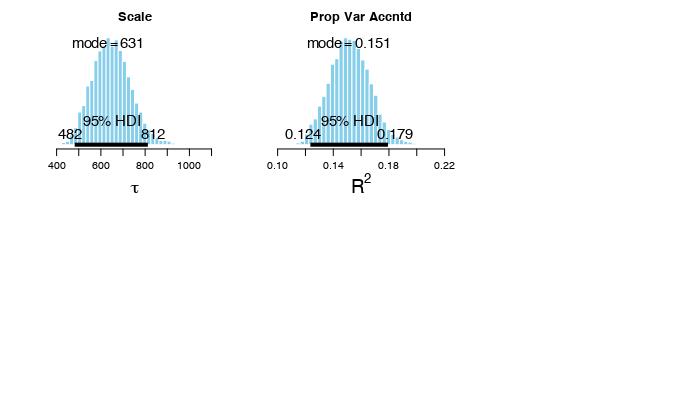 Scale
mode = 631
95% HDI
482 812
400 600 800 1000
τ
Prop Var Accntd
mode = 0.151
95% HDI
0.124 0.179
0.10 0.14 0.18 0.22
R²